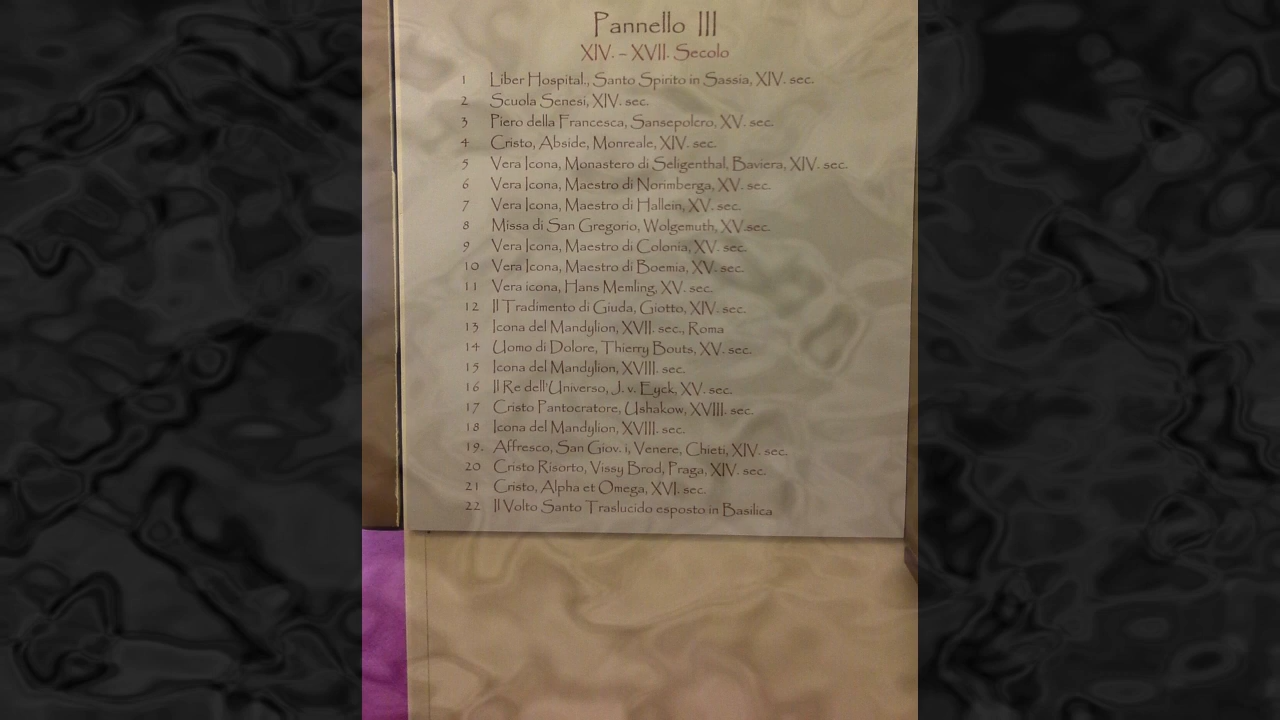 Pannello III
XIV. – XVII. Secolo
1 Liber Hospital., Santo Spirito in Sassia, XIV. sec.
2 Scuola Senesi, XIV. sec.
3 Piero della Francesca, Sansepolcro, XV. sec.
4 Cristo, Abside, Monreale, XIV. sec.
5 Vera Icona, Monastero di Seligenthal, Baviera, XIV. sec.
6 Vera Icona, Maestro di Norimberga, XV. sec.
7 Vera Icona, Maestro di Hallein, XV. sec.
8 Missa di San Gregorio, Wolgemuth, XV.sec.
9 Vera Icona, Maestro di Colonia, XV. sec.
10 Vera Icona, Maestro di Boemia, XV. sec.
11 Vera icona, Hans Memling, XV. sec.
12 Il Tradimento di Giuda, Giotto, XIV. sec.
13 Icona del Mandylion, XVII. sec., Roma
14 Uomo di Dolore, Thierry Bouts, XV. sec.
15 Icona del Mandylion, XVIII. sec.
16 Il Re dell'Universo, J. v. Eyck, XV. sec.
17 Cristo Pantocratore, Ushakow, XVIII. sec.
18 Icona del Mandylion, XVIII. sec.
19. Affresco, San Giov. i, Venere, Chieti, XIV. sec.
20 Cristo Risorto, Vissy Brod, Praga, XIV. sec.
21 Cristo, Alpha et Omega, XVI. sec.
22 Il Volto Santo Traslucido esposto in Basilica